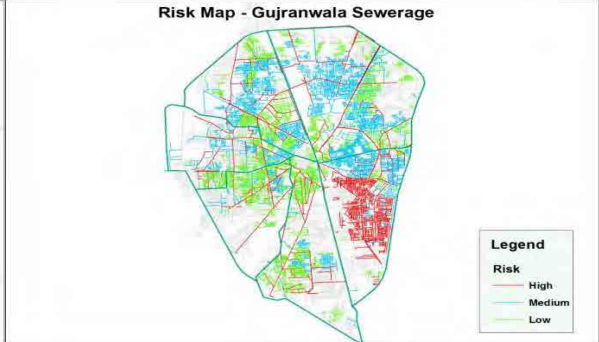 Risk Map - Gujranwala Sewerage
Legend
Risk
High
Medium
Low